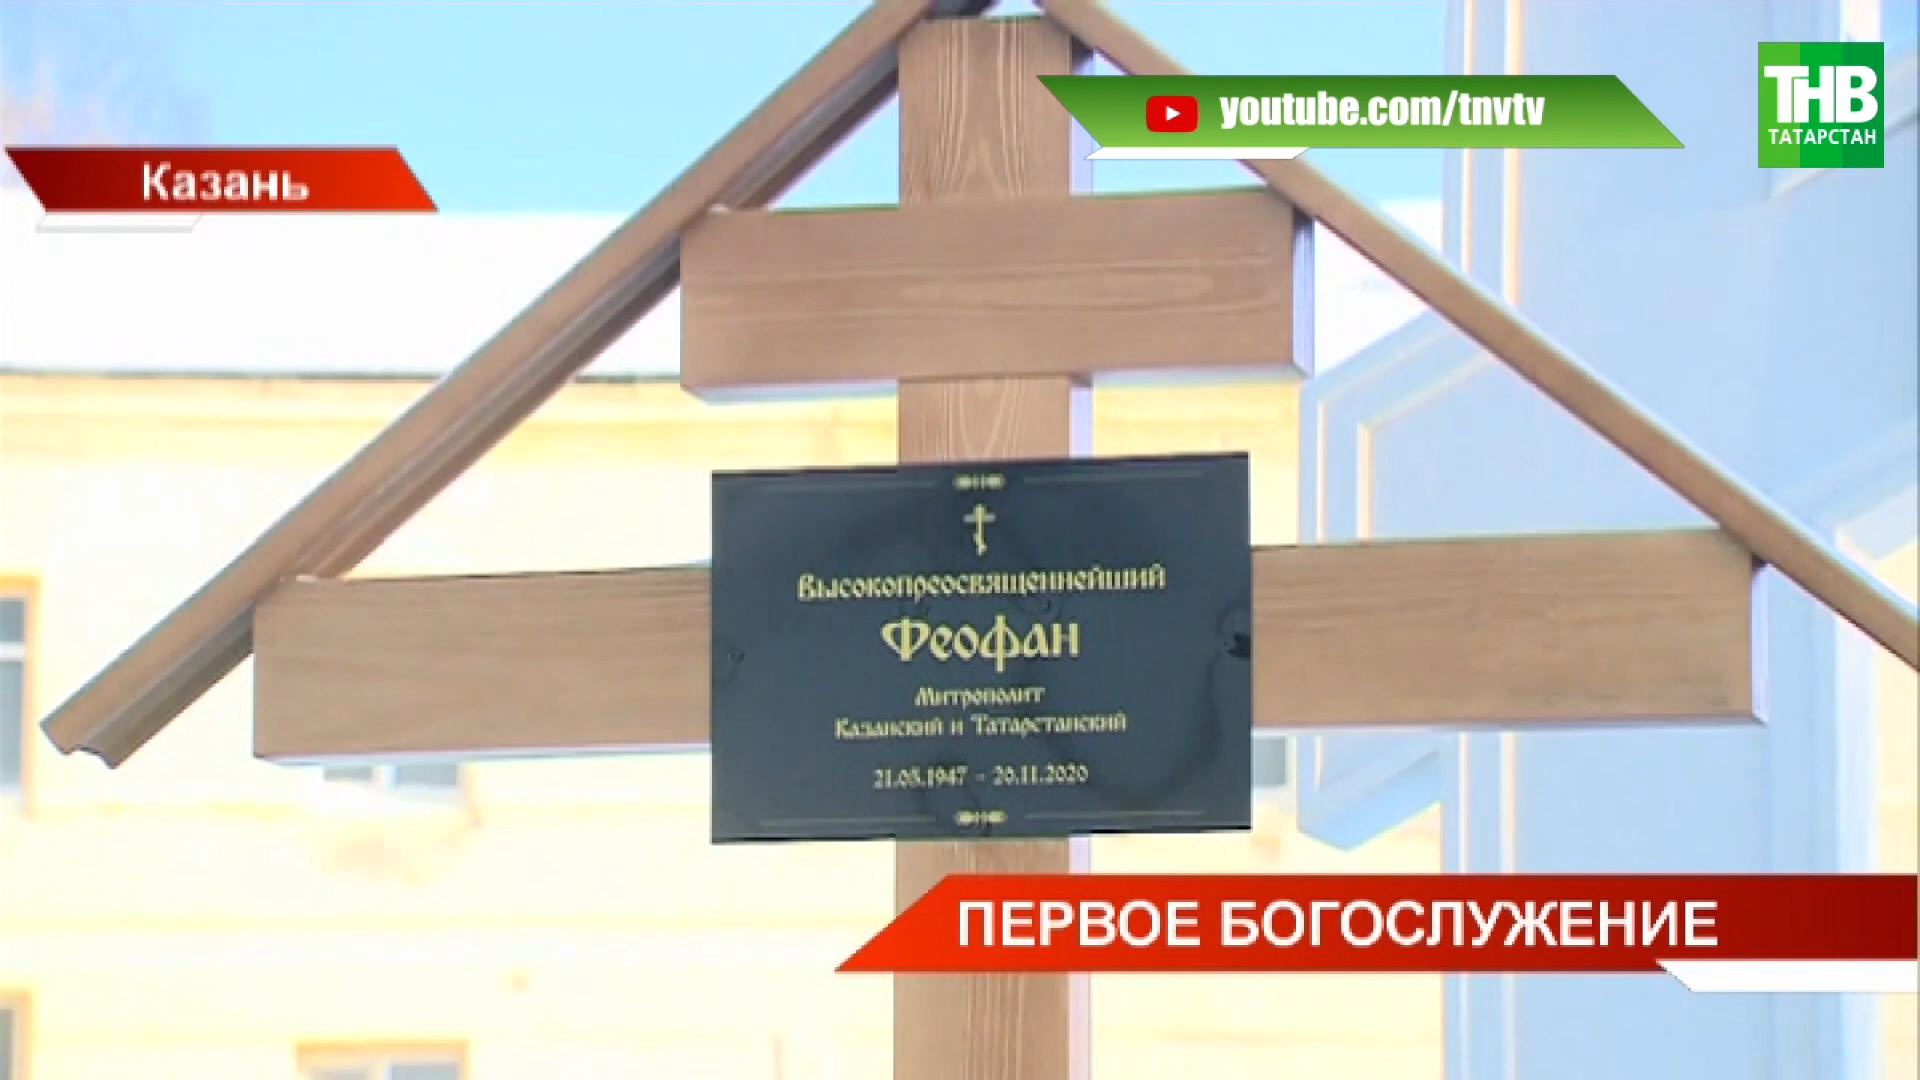 youtube.com/tnvtv
ТНВ
ТАТАРСТАН
Казань
Высокопреосвященнейший
Феофан
Митрополит
Казанский и Татарстанский
21.05.1947 - 20.11.2020
ПЕРВОЕ БОГОСЛУЖЕНИЕ